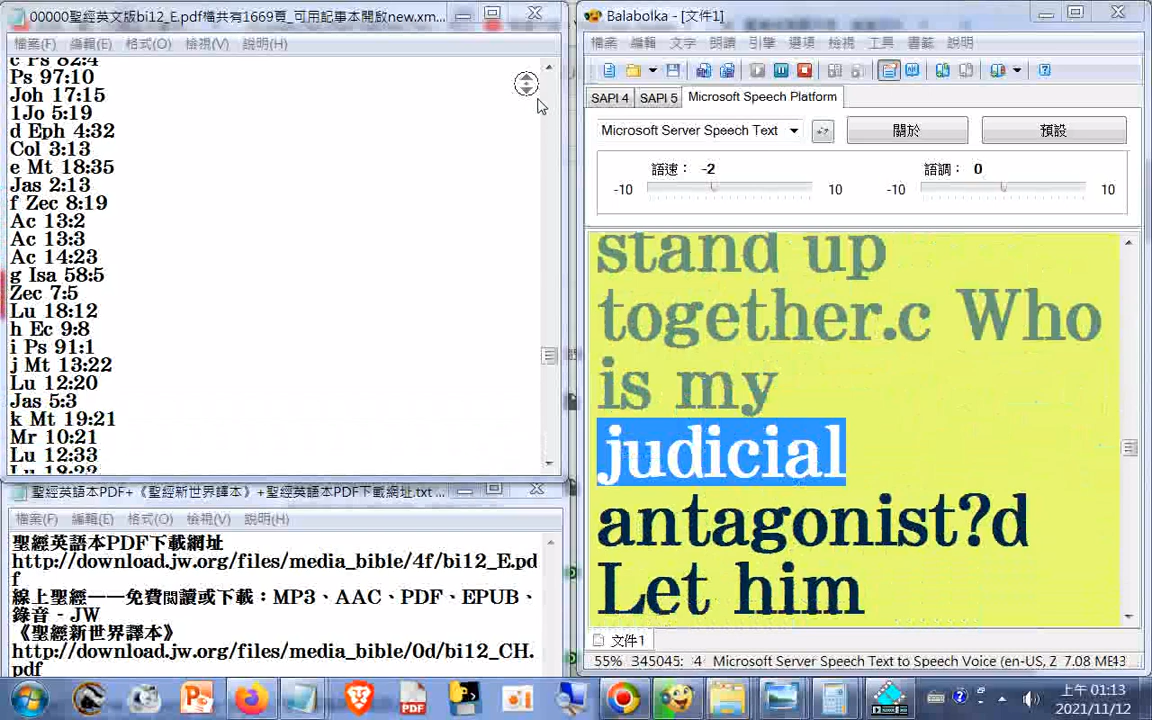 00000聖經英文版bi12_E.pdf檔共有1669頁_可用記事本開啟new.xm...
檔案(F) 編輯(E) 格式(O) 檢視(V) 說明(H)
c Ps 82:4
Ps 97:10
Joh 17:15
1Jo 5:19
d Eph 4:32
Col 3:13
e Mt 18:35
Jas 2:13
f Zec 8:19
Ac 13:2
Ac 13:3
Ac 14:23
g Isa 58:5
Zec 7:5
Lu 18:12
h Ec 9:8
i Ps 91:1
j Mt 13:22
Lu 12:20
Jas 5:3
k Mt 19:21
Mr 10:21
Lu 12:33
Lu 18:22
聖經英語本PDF+《聖經新世界譯本》+聖經英語本PDF下載網址.txt ...
檔案(F) 編輯(E) 格式(O) 檢視(V) 說明(H)
聖經英語本PDF下載網址
http://download.jw.org/files/media_bible/4f/bi12_E.pd
f
線上聖經——免費閱讀或下載：MP3、AAC、PDF、EPUB、
錄音 - JW
《聖經新世界譯本》
http://download.jw.org/files/media_bible/0d/bi12_CH.
pdf
Balabolka - [文件1]
檔案 編輯 文字 朗讀 引擎 選項 檢視 工具 書籤 說明
SAPI 4 SAPI 5 Microsoft Speech Platform
Microsoft Server Speech Text 關於 預設
語速： -2 語調： 0
-10 10 -10 10
stand up
together.c Who
is my
judicial
antagonist?d
Let him
文件1
55% 345045: 4 Microsoft Server Speech Text to Speech Voice (en-US, Z 7.08 ME43
PDF
上午 01:13
2021/11/12